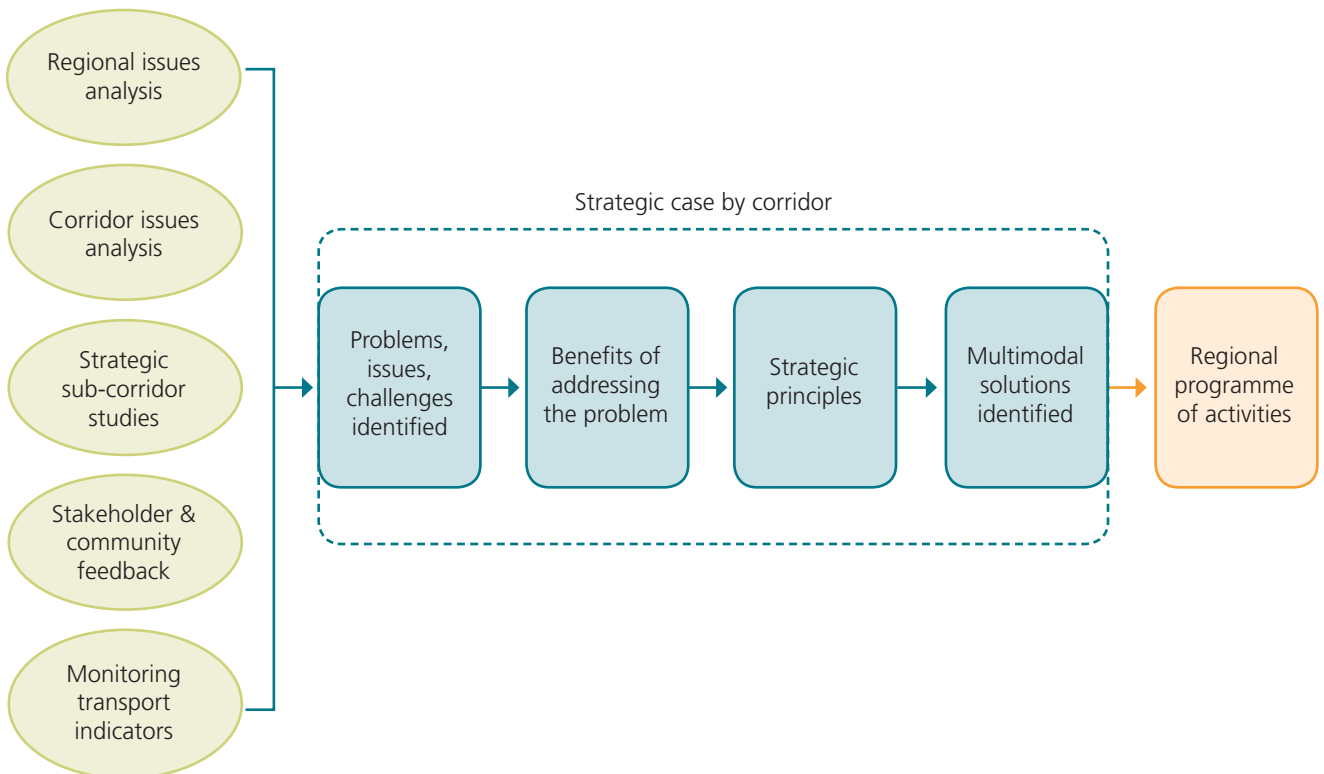 Regional issues
analysis
Corridor issues
analysis
Strategic
sub-corridor
studies
Stakeholder &
community
feedback
Monitoring
transport
indicators
Strategic case by corridor
Problems,
issues,
challenges
identified
Benefits of
addressing
the problem
Strategic
principles
Multimodal
solutions
identified
Regional
programme
of activities